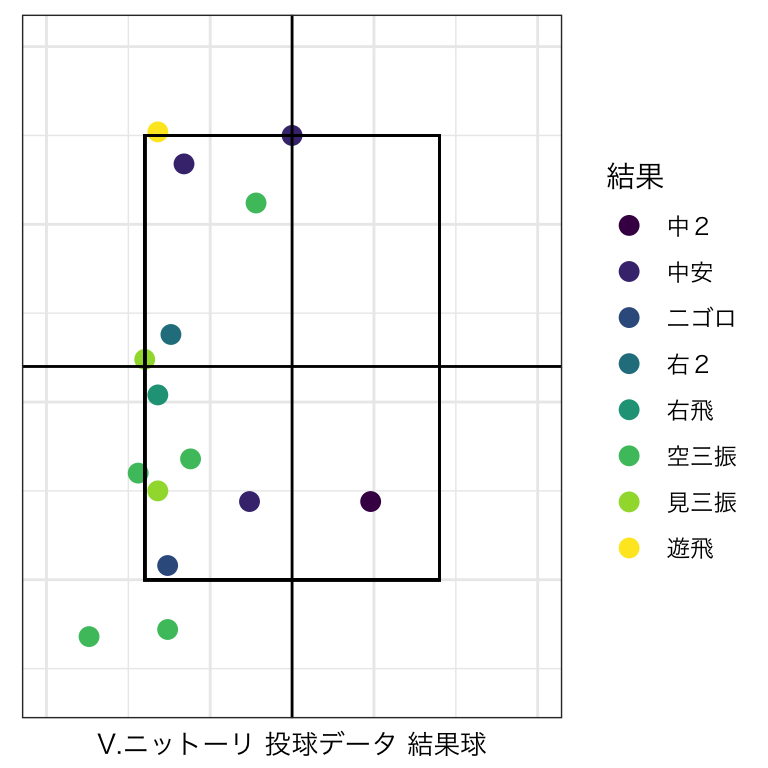 結果
中２
中安
二ゴロ
右２
右飛
空三振
見三振
遊飛
V.ニットーリ 投球データ 結果球